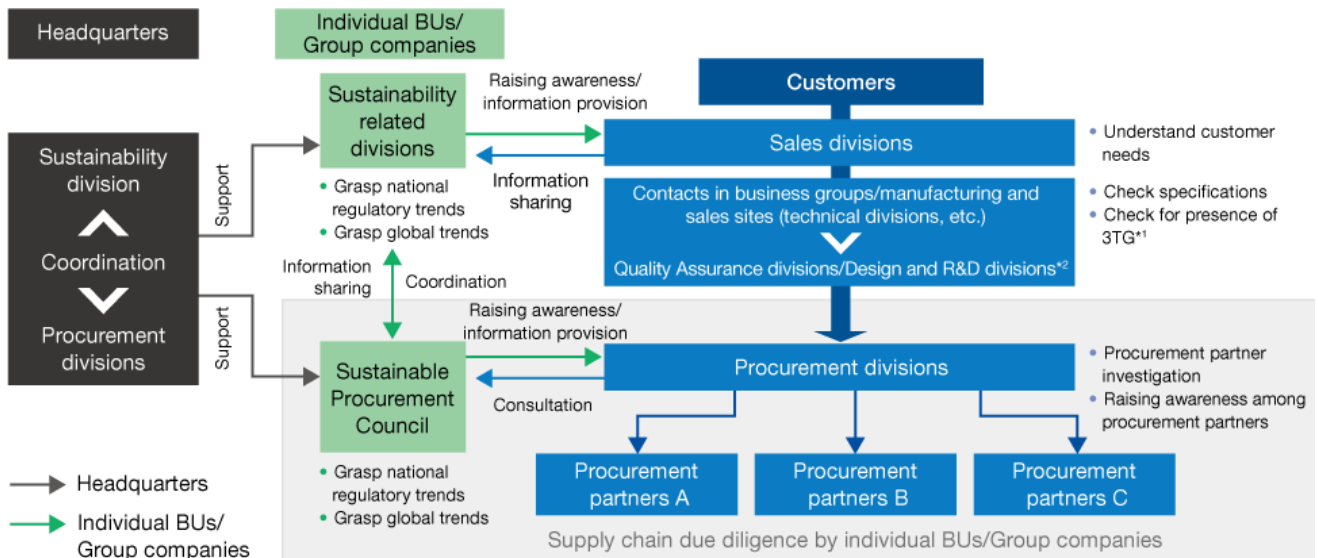 Headquarters
Individual BUs/
Group companies
Sustainability
division
Coordination
Procurement
divisions
Support
Support
Sustainability
related
divisions
• Grasp national
regulatory trends
• Grasp global trends
Raising awareness/
information provision
Information
sharing
Customers
Sales divisions
• Understand customer
needs
Contacts in business groups/manufacturing and
sales sites (technical divisions, etc.)
Quality Assurance divisions/Design and R&D divisions*2
• Check specifications
• Check for presence of
3TG*1
Information
sharing
Coordination
Sustainable
Procurement
Council
• Grasp national
regulatory trends
• Grasp global trends
Raising awareness/
information provision
Consultation
Procurement divisions
• Procurement partner
investigation
• Raising awareness among
procurement partners
Procurement
partners A
Procurement
partners B
Procurement
partners C
Supply chain due diligence by individual BUs/Group companies
Headquarters
Individual BUs/
Group companies